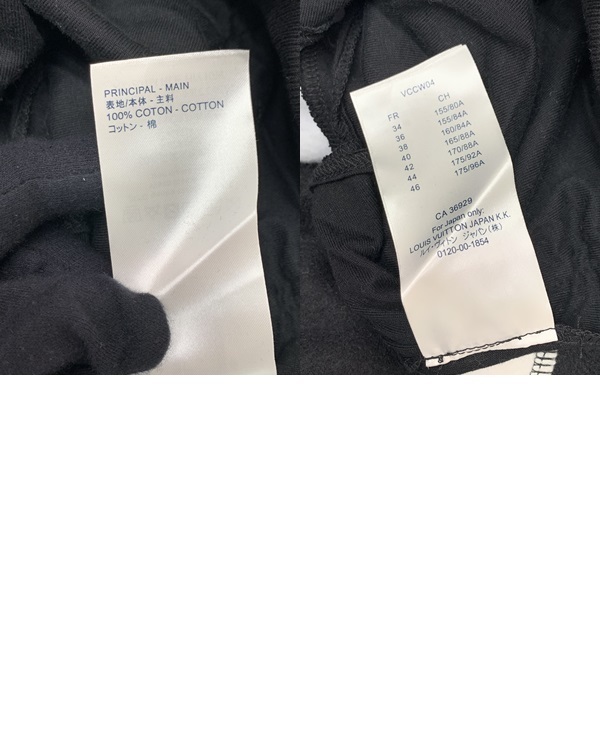 PRINCIPAL - MAIN
表地/本体 - 主料
100% COTON - COTTON
コットン - 棉
VCCW04
FR CH
34 155/80A
36 155/84A
38 160/84A
40 165/88A
42 170/88A
44 175/92A
46 175/96A
CA 36929
For Japan only:
LOUIS VUITTON JAPAN K.K.
ルイ・ヴィトン ジャパン(株)
0120-00-1854